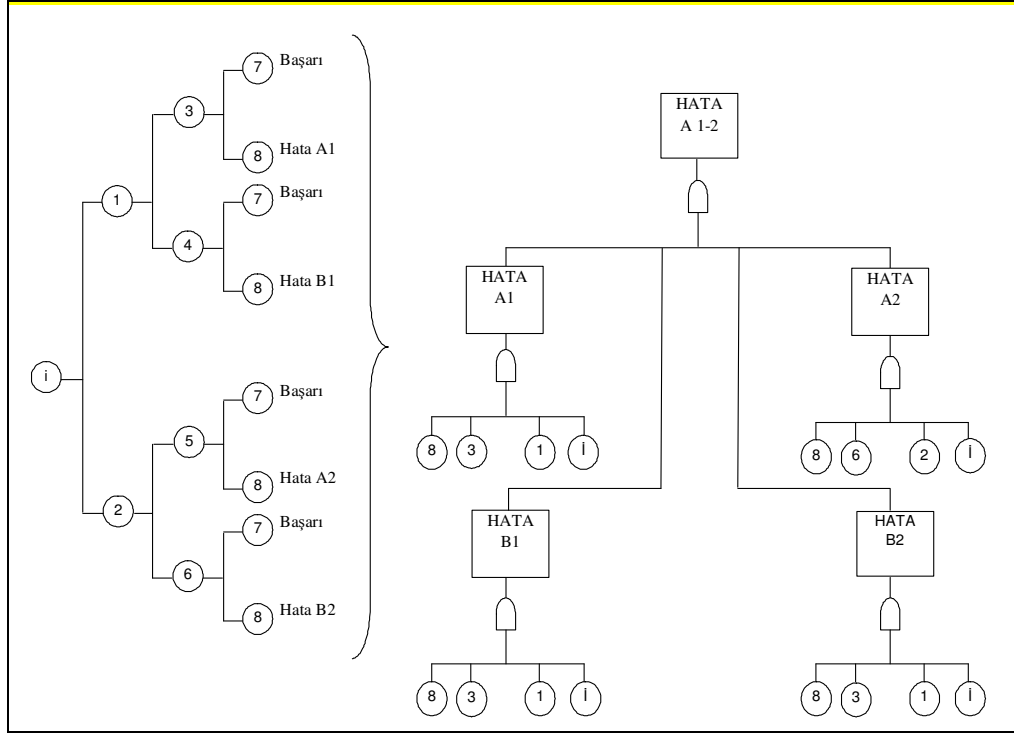 7 Başarı
3
8 Hata A1
1
7 Başarı
4
8 Hata B1
i
7 Başarı
5
8 Hata A2
2
7 Başarı
6
8 Hata B2
HATA
A 1-2
HATA
A1
8 3 1 İ
HATA
A2
8 6 2 İ
HATA
B1
8 3 1 İ
HATA
B2
8 3 1 İ